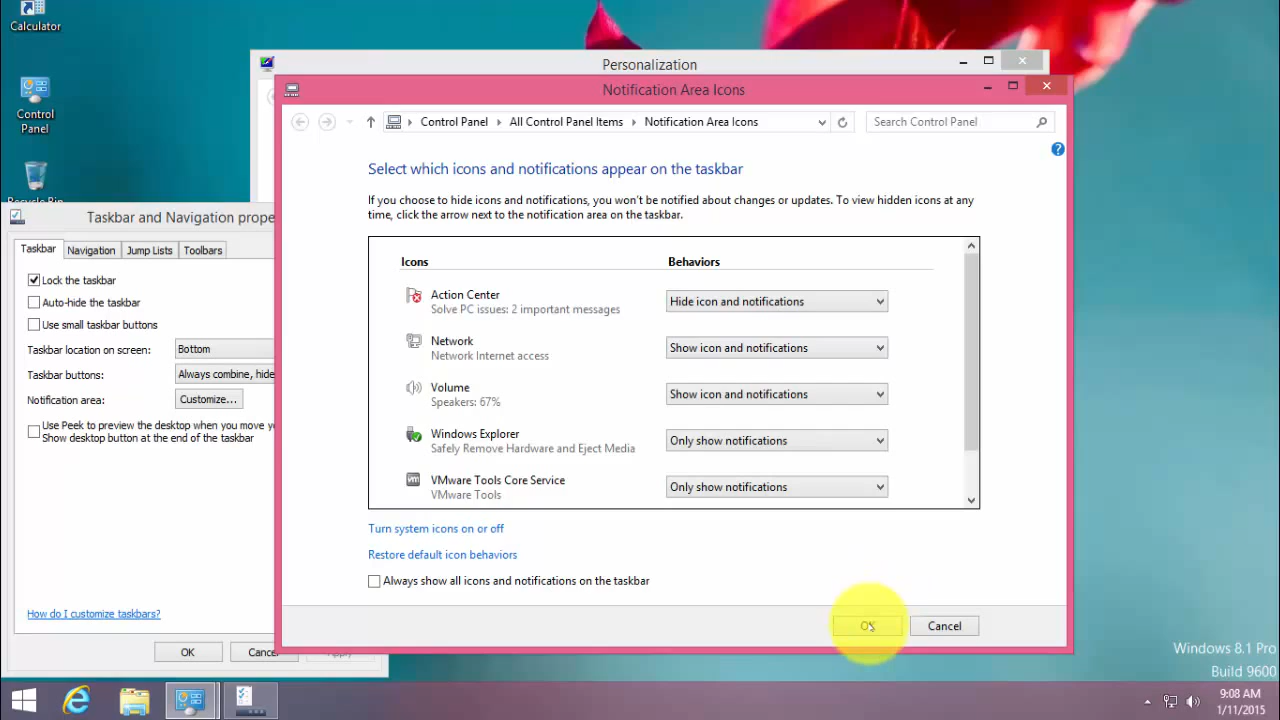 Calculator
Control
Panel
Recycle Bin
Personalization
Notification Area Icons
Control Panel
All Control Panel Items
Notification Area Icons
Search Control Panel
Select which icons and notifications appear on the taskbar
If you choose to hide icons and notifications, you won't be notified about changes or updates. To view hidden icons at any
time, click the arrow next to the notification area on the taskbar.
Icons
Behaviors
Action Center
Solve PC issues: 2 important messages
Hide icon and notifications
Network
Network Internet access
Show icon and notifications
Volume
Speakers: 67%
Show icon and notifications
Windows Explorer
Safely Remove Hardware and Eject Media
Only show notifications
VMware Tools Core Service
VMware Tools
Only show notifications
Turn system icons on or off
Restore default icon behaviors
Always show all icons and notifications on the taskbar
OK
Cancel
Taskbar and Navigation prope
Taskbar
Navigation
Jump Lists
Toolbars
Lock the taskbar
Auto-hide the taskbar
Use small taskbar buttons
Taskbar location on screen:
Bottom
Taskbar buttons:
Always combine, hide
Notification area:
Customize...
Use Peek to preview the desktop when you move y
Show desktop button at the end of the taskbar
How do I customize taskbars?
OK
Cancel
Apply
Windows 8.1 Pro
Build 9600
9:08 AM
1/11/2015